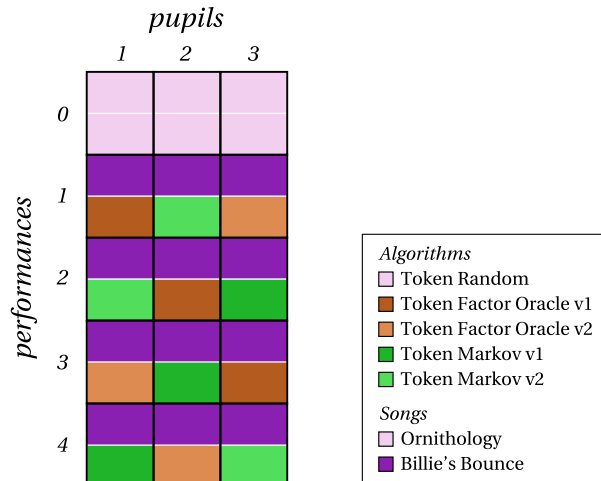 pupils
1 2 3
performances
0
1
2
3
4
Algorithms
Token Random
Token Factor Oracle v1
Token Factor Oracle v2
Token Markov v1
Token Markov v2
Songs
Ornithology
Billie's Bounce